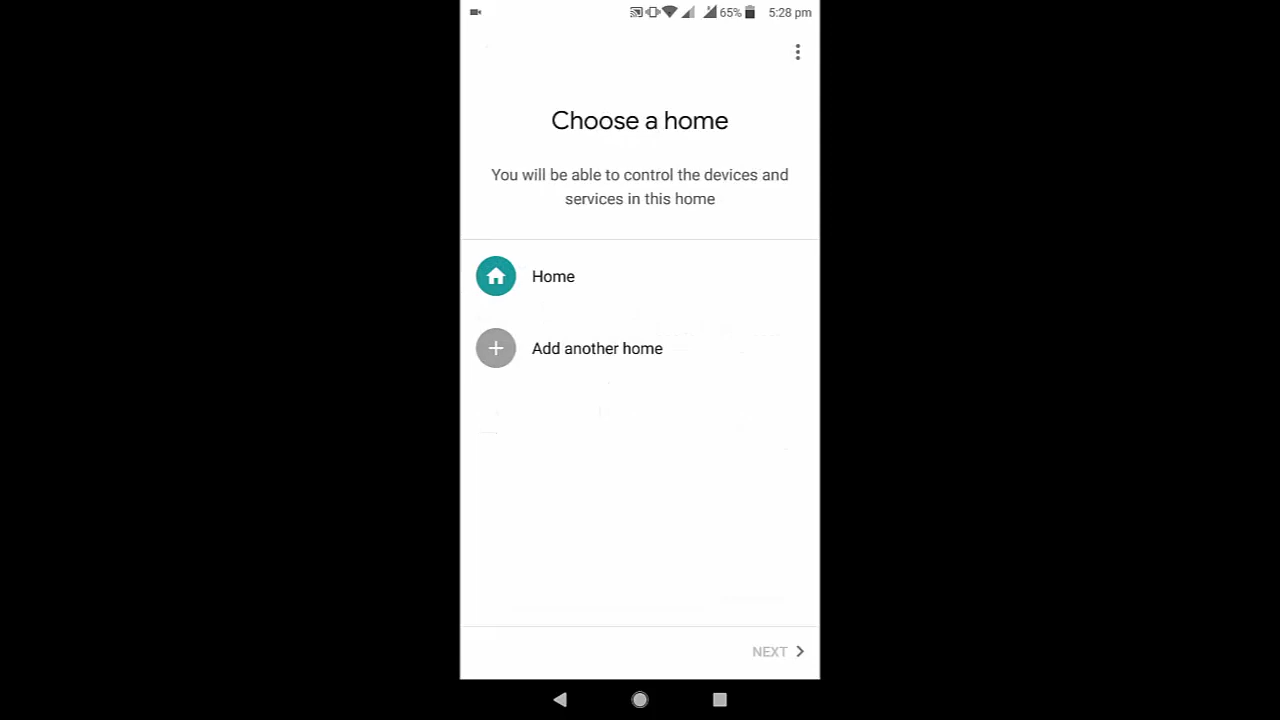 65% 5:28 pm
Choose a home
You will be able to control the devices and
services in this home
Home
Add another home
NEXT